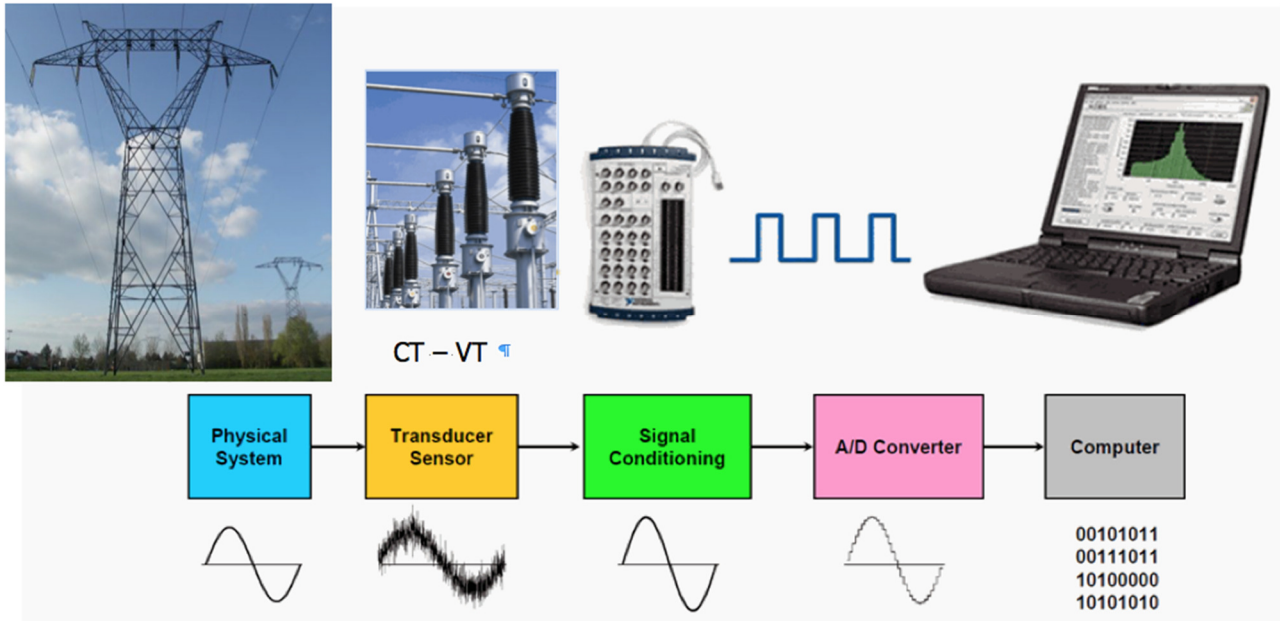 CT – VT ¶
Physical
System
Transducer
Sensor
Signal
Conditioning
A/D Converter
Computer
00101011
00111011
10100000
10101010